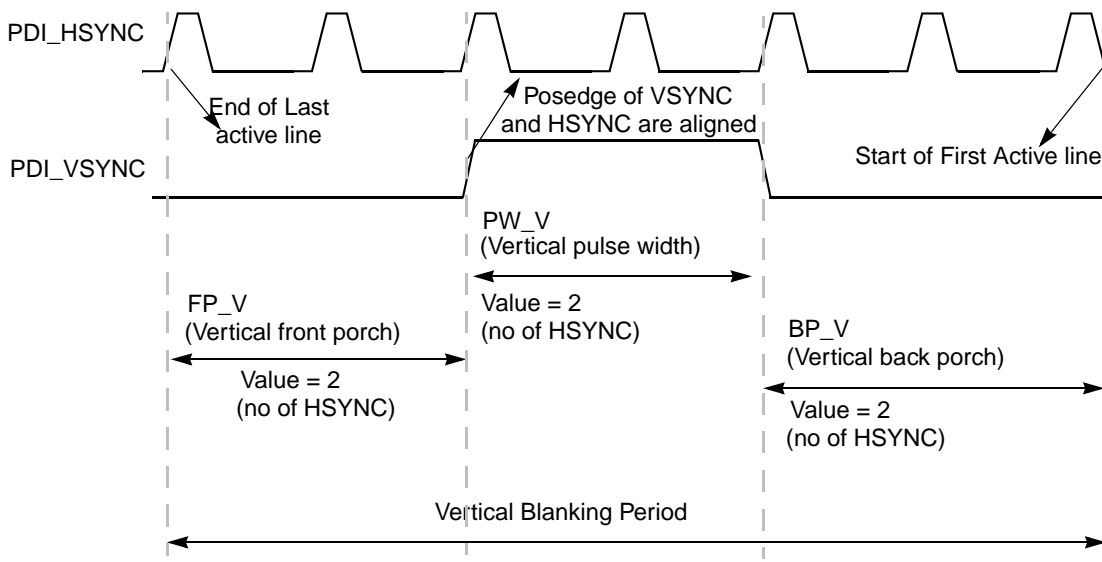 PDI_HSYNC
End of Last
active line
Posedge of VSYNC
and HSYNC are aligned
Start of First Active line
PDI_VSYNC
PW_V
(Vertical pulse width)
Value = 2
(no of HSYNC)
FP_V
(Vertical front porch)
Value = 2
(no of HSYNC)
BP_V
(Vertical back porch)
Value = 2
(no of HSYNC)
Vertical Blanking Period